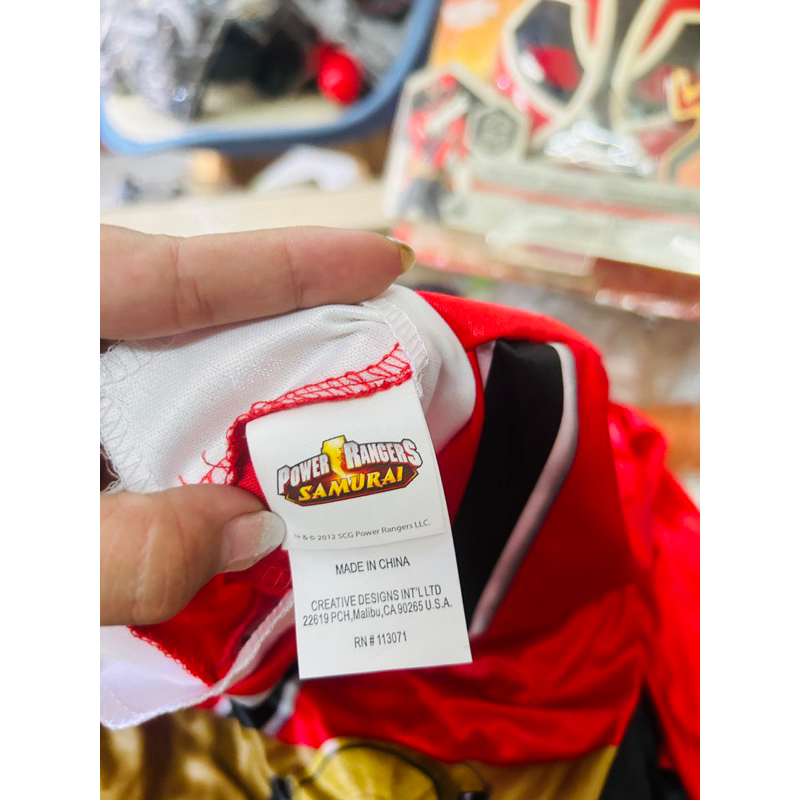 POWER RANGERS
SAMURAI
™ & © 2012 SCG Power Rangers LLC.
MADE IN CHINA
CREATIVE DESIGNS INT'L LTD
22619 PCH,Malibu,CA 90265 U.S.A.
RN # 113071